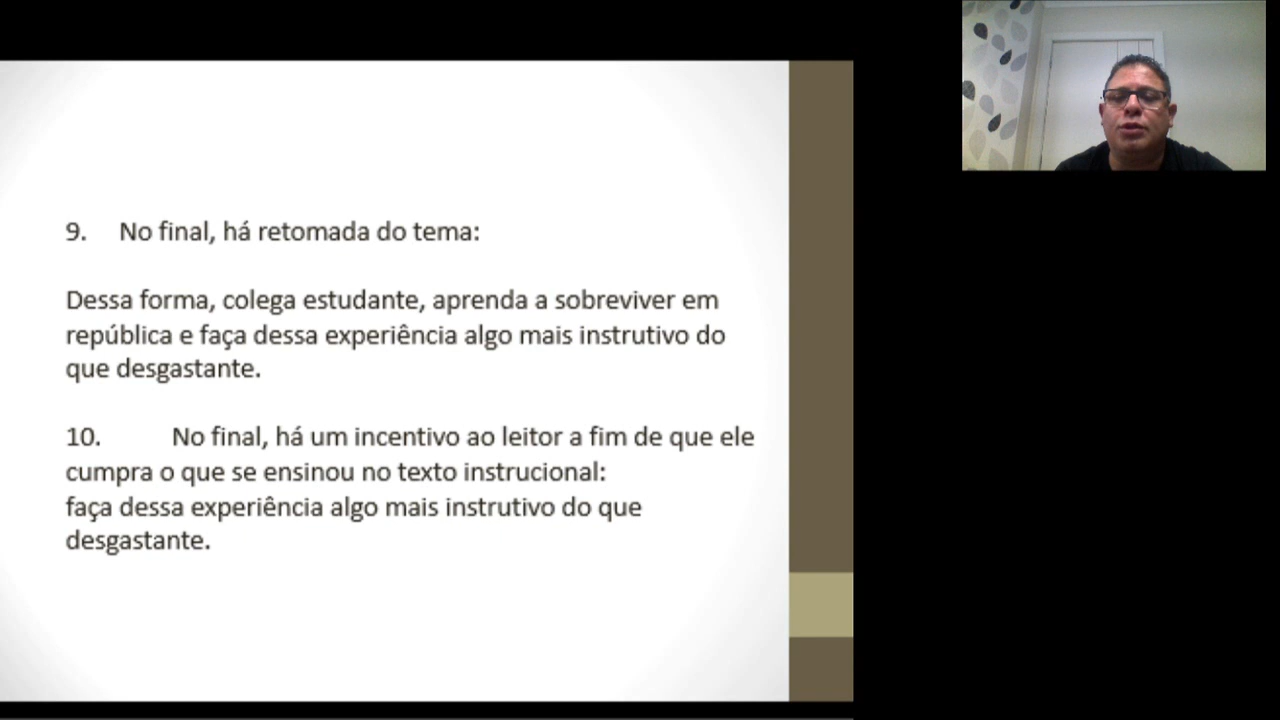 9. No final, há retomada do tema:
Dessa forma, colega estudante, aprenda a sobreviver em
república e faça dessa experiência algo mais instrutivo do
que desgastante.
10. No final, há um incentivo ao leitor a fim de que ele
cumpra o que se ensinou no texto instrucional:
faça dessa experiência algo mais instrutivo do que
desgastante.